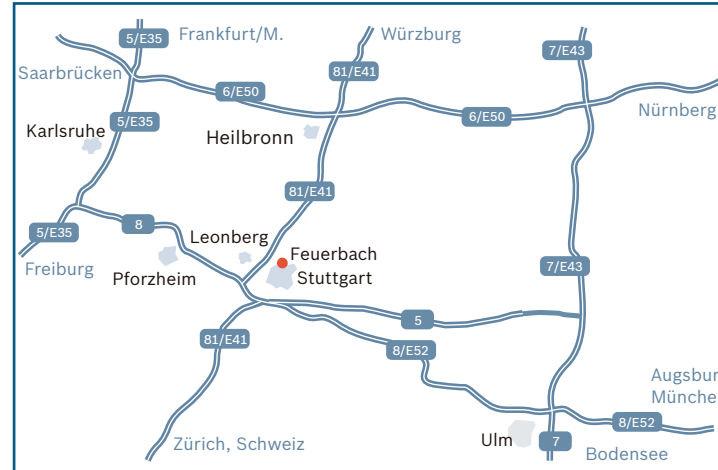 5/E35
Frankfurt/M.
Würzburg
7/E43
Saarbrücken
81/E41
6/E50
Nürnberg
5/E35
Karlsruhe
Heilbronn
6/E50
81/E41
5/E35
8
Leonberg
Feuerbach
Freiburg
Pforzheim
Stuttgart
7/E43
5
81/E41
8/E52
Augsbur
Münche
8/E52
Zürich, Schweiz
Ulm
7
Bodensee